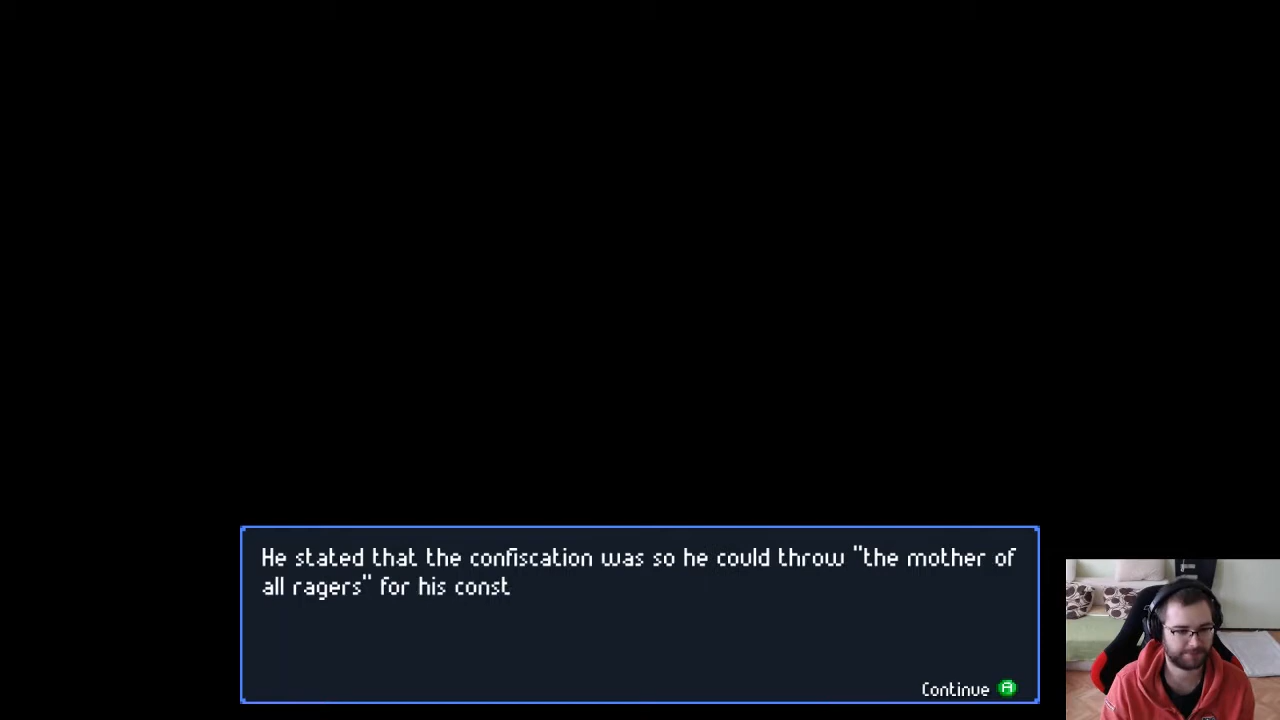 He stated that the confiscation was so he could throw "the mother of
all ragers" for his const
Continue A